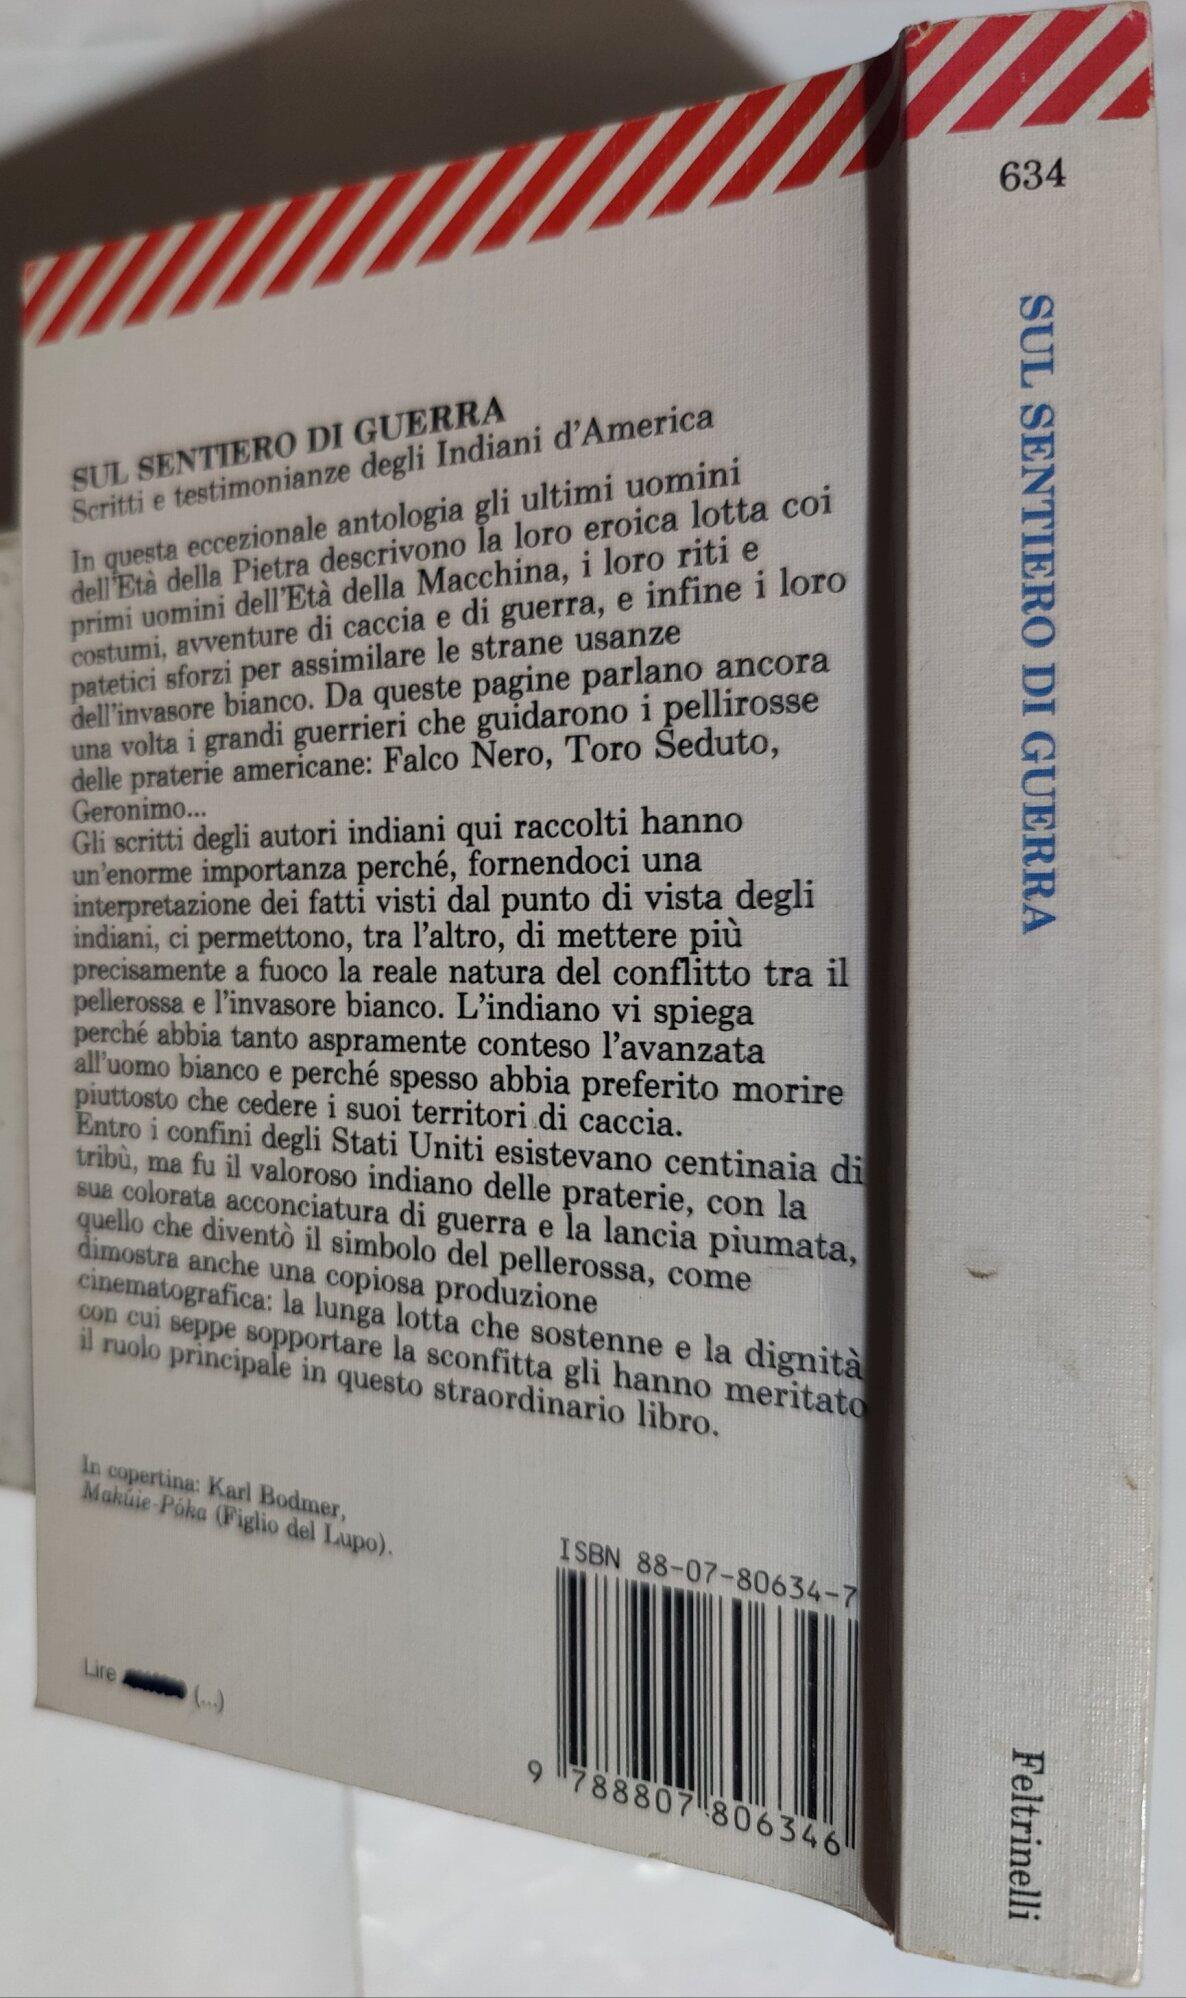 SUL SENTIERO DI GUERRA
Scritti e testimonianze degli Indiani d'America
In questa eccezionale antologia gli ultimi uomini
dell'Età della Pietra descrivono la loro eroica lotta coi
primi uomini dell'Età della Macchina, i loro riti e
costumi, avventure di caccia e di guerra, e infine i loro
patetici sforzi per assimilare le strane usanze
dell'invasore bianco. Da queste pagine parlano ancora
una volta i grandi guerrieri che guidarono i pellirosse
delle praterie americane: Falco Nero, Toro Seduto,
Geronimo...
Gli scritti degli autori indiani qui raccolti hanno
un'enorme importanza perché, fornendoci una
interpretazione dei fatti visti dal punto di vista degli
indiani, ci permettono, tra l'altro, di mettere più
precisamente a fuoco la reale natura del conflitto tra il
pellerossa e l'invasore bianco. L'indiano vi spiega
perché abbia tanto aspramente conteso l'avanzata
all'uomo bianco e perché spesso abbia preferito morire
piuttosto che cedere i suoi territori di caccia.
Entro i confini degli Stati Uniti esistevano centinaia di
tribù, ma fu il valoroso indiano delle praterie, con la
sua colorata acconciatura di guerra e la lancia piumata,
quello che diventò il simbolo del pellerossa, come
dimostra anche una copiosa produzione
cinematografica: la lunga lotta che sostenne e la dignità
con cui seppe sopportare la sconfitta gli hanno meritato
il ruolo principale in questo straordinario libro.
In copertina: Karl Bodmer,
Makúie-Póka (Figlio del Lupo).
Lire (...)
ISBN 88-07-80634-7
9 788807 806346
634
SUL SENTIERO DI GUERRA
Feltrinelli